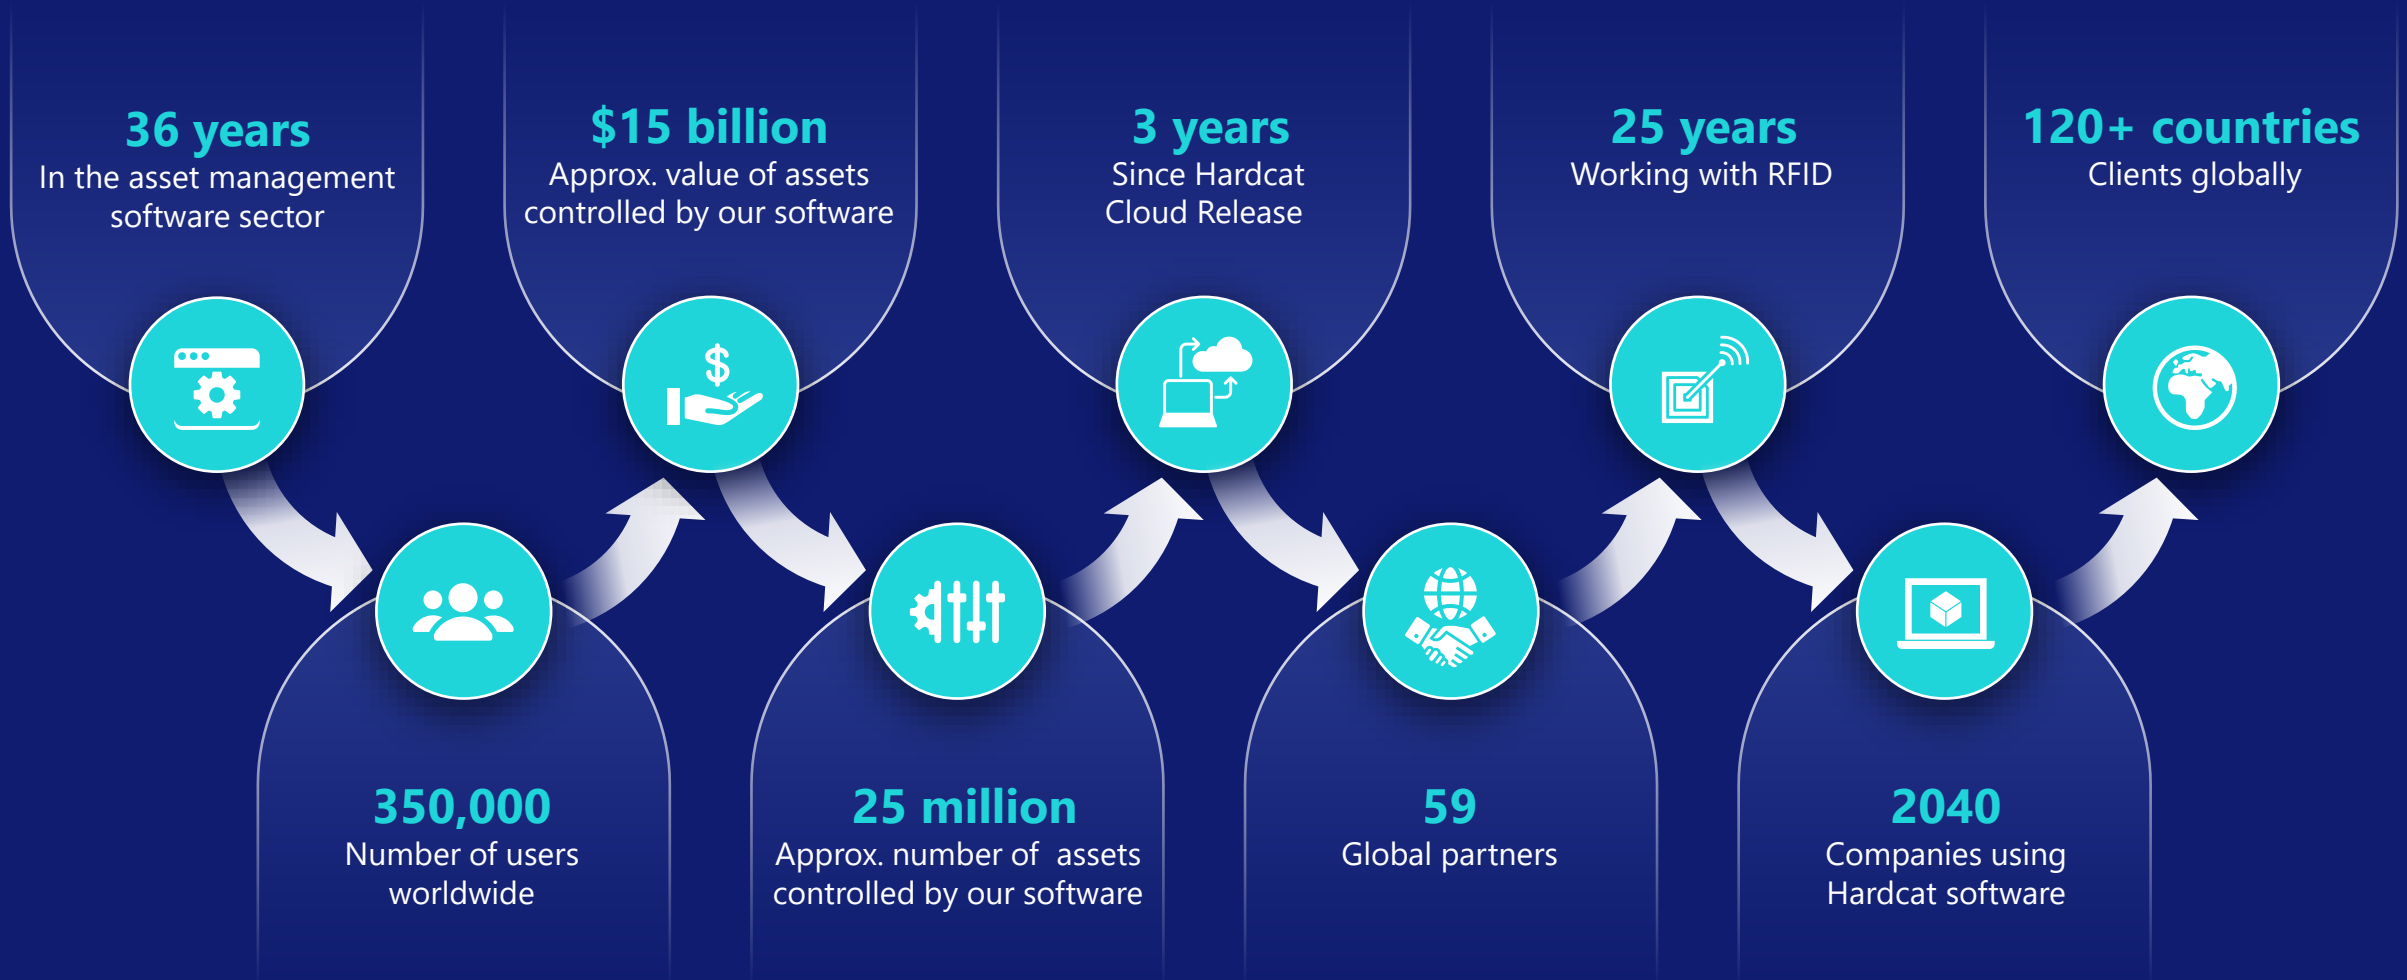 36 years
In the asset management
software sector
350,000
Number of users
worldwide
$15 billion
Approx. value of assets
controlled by our software
25 million
Approx. number of  assets
controlled by our software
3 years
Since Hardcat
Cloud Release
59
Global partners
25 years
Working with RFID
2040
Companies using
Hardcat software
120+ countries
Clients globally